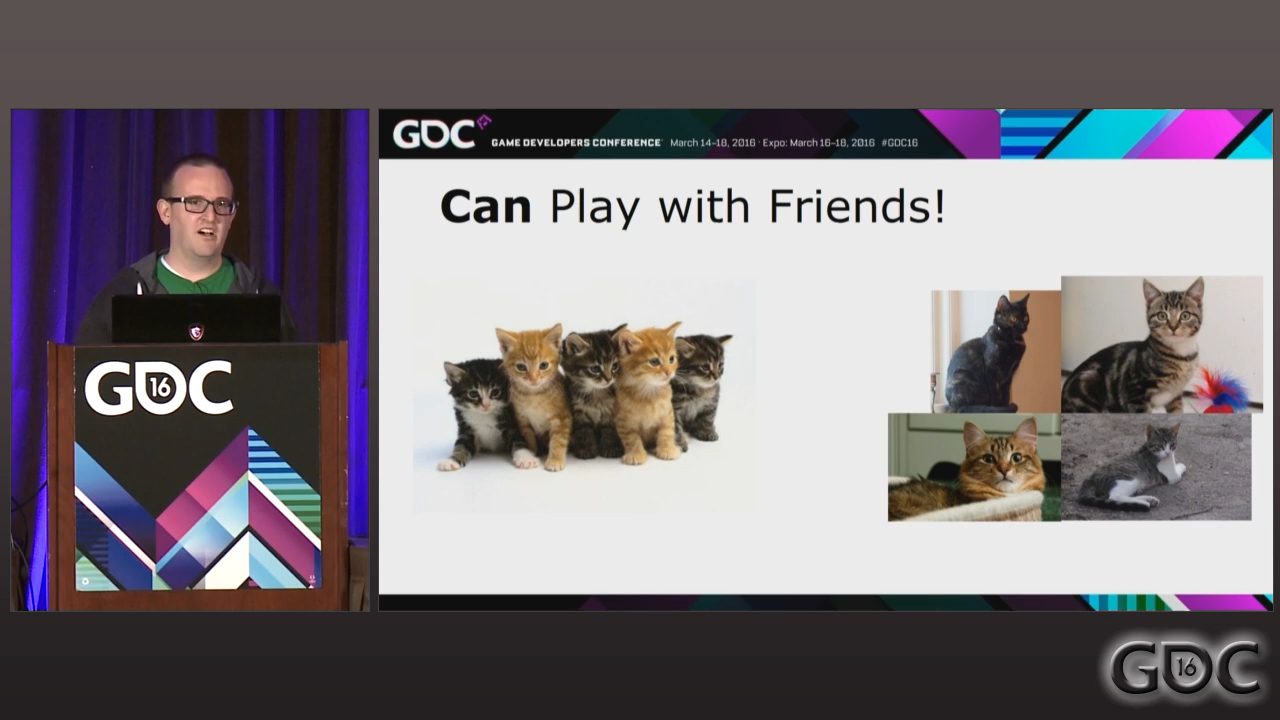 GDC
GAME DEVELOPERS CONFERENCE March 14-18, 2016 · Expo: March 16-18, 2016 #GDC16
Can Play with Friends!
GDC
16
GDC
16